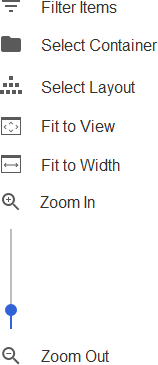 Filter Items
Select Container
Select Layout
Fit to View
Fit to Width
Zoom In
Zoom Out